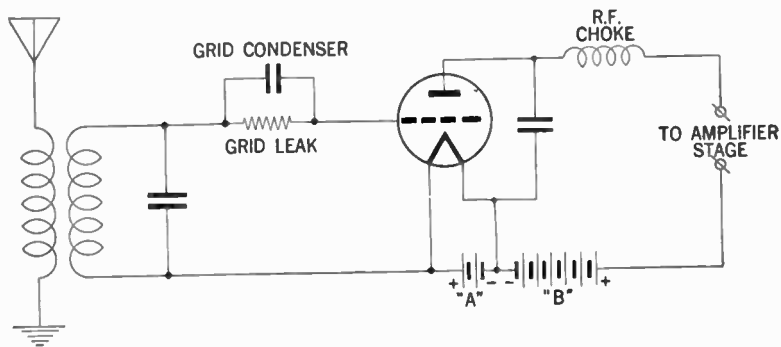 R.F.
CHOKE
GRID CONDENSER
GRID LEAK
TO AMPLIFIER
STAGE
+ "A" - - "B" +